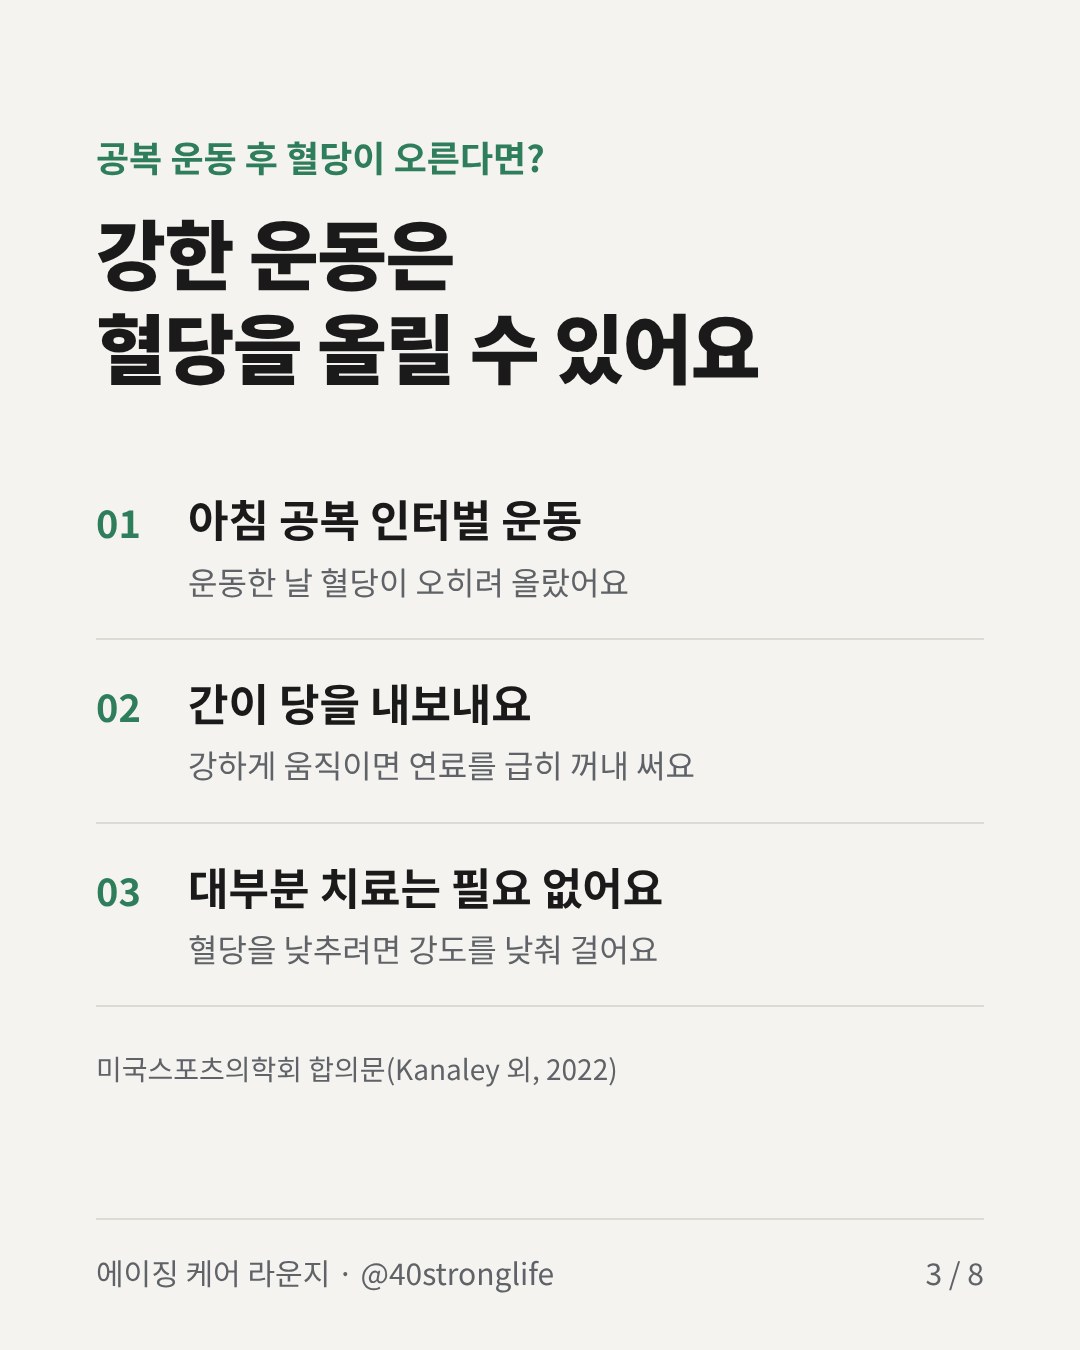 공복 운동 후 혈당이 오른다면?
강한 운동은
혈당을 올릴 수 있어요
01 아침 공복 인터벌 운동
운동한 날 혈당이 오히려 올랐어요
02 간이 당을 내보내요
강하게 움직이면 연료를 급히 꺼내 써요
03 대부분 치료는 필요 없어요
혈당을 낮추려면 강도를 낮춰 걸어요
미국스포츠의학회 합의문(Kanaley 외, 2022)
에이징 케어 라운지 · @40stronglife 3 / 8